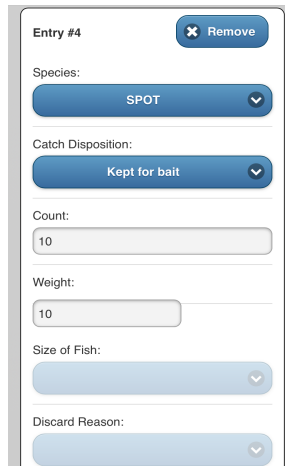 Entry #4
Remove
Species:
SPOT
Catch Disposition:
Kept for bait
Count:
10
Weight:
10
Size of Fish:
Discard Reason: